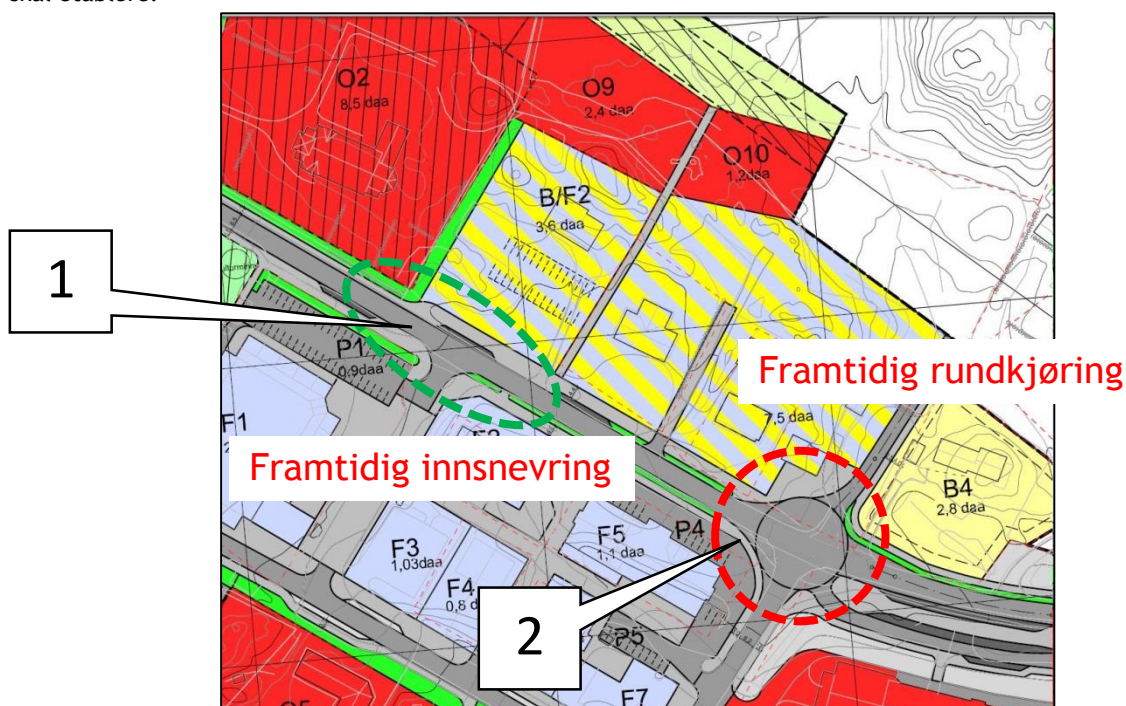 skal etablere.
O2
8,5 daa
O9
2,4 daa
O10
1,2daa
B/F2
3,6 daa
1
P1
0,9daa
Framtidig rundkjøring
7,5 daa
F1
Framtidig innsnevring
B4
2,8 daa
F5
1,1 daa
P4
F3
1,03daa
F4
0,8 d
2
P5
F7